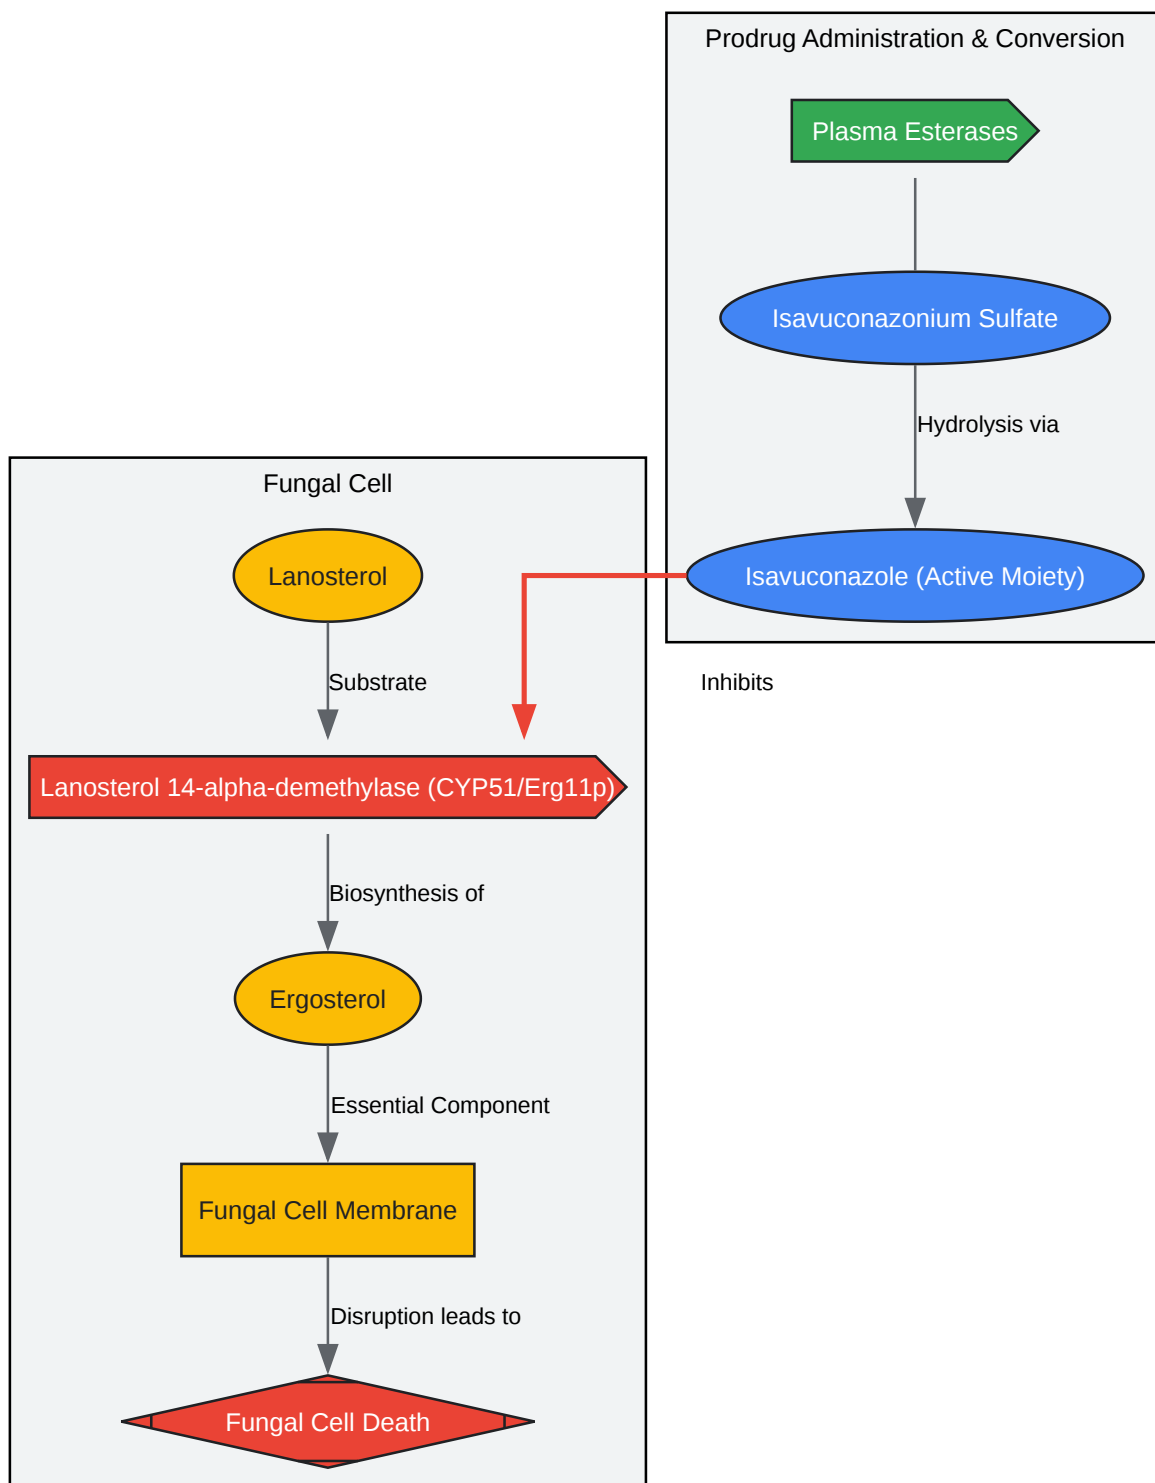 Prodrug Administration & Conversion
Plasma Esterases
Isavuconazonium Sulfate
Hydrolysis via
Isavuconazole (Active Moiety)
Inhibits
Fungal Cell
Lanosterol
Substrate
Lanosterol 14-alpha-demethylase (CYP51/Erg11p)
Biosynthesis of
Ergosterol
Essential Component
Fungal Cell Membrane
Disruption leads to
Fungal Cell Death